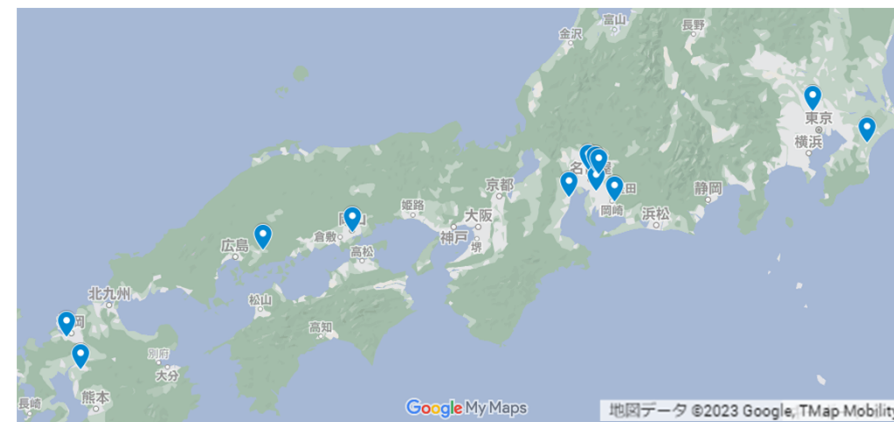 富山
金沢
長野
東京
横浜
名 屋
京都
田
岡崎
静岡
姫路
大阪
浜松
神戸
堺
倉敷
広島
高松
北九州
松山
岡
高知
別府
大分
熊本
長崎
Google My Maps
地図データ ©2023 Google, TMap Mobility